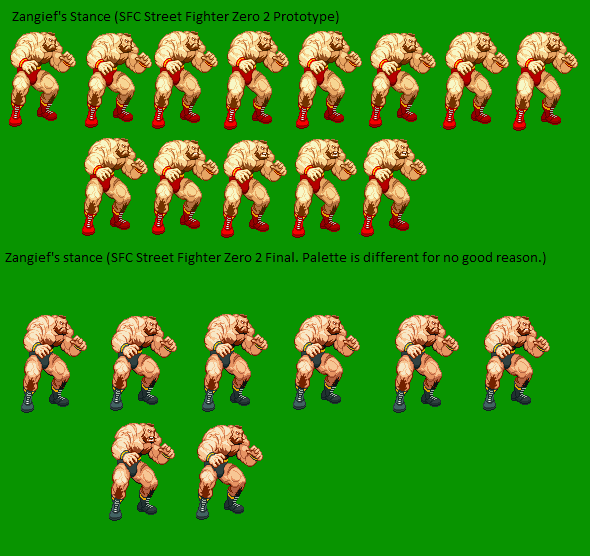 Zangief's Stance (SFC Street Fighter Zero 2 Prototype)
Zangief's stance (SFC Street Fighter Zero 2 Final. Palette is different for no good reason.)